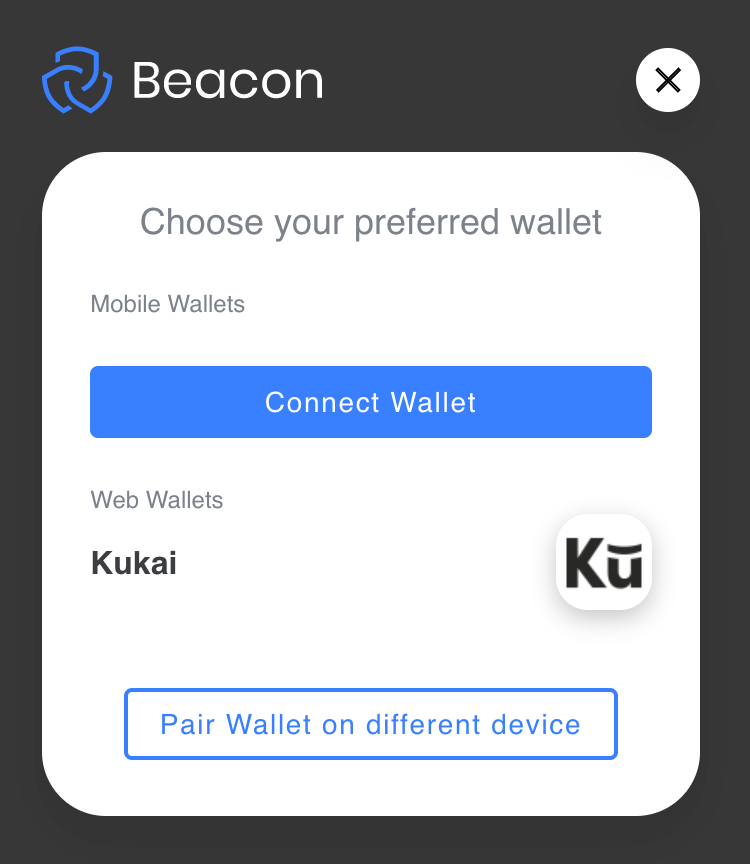 Beacon
Choose your preferred wallet
Mobile Wallets
Connect Wallet
Web Wallets
Kukai
Kū
Pair Wallet on different device